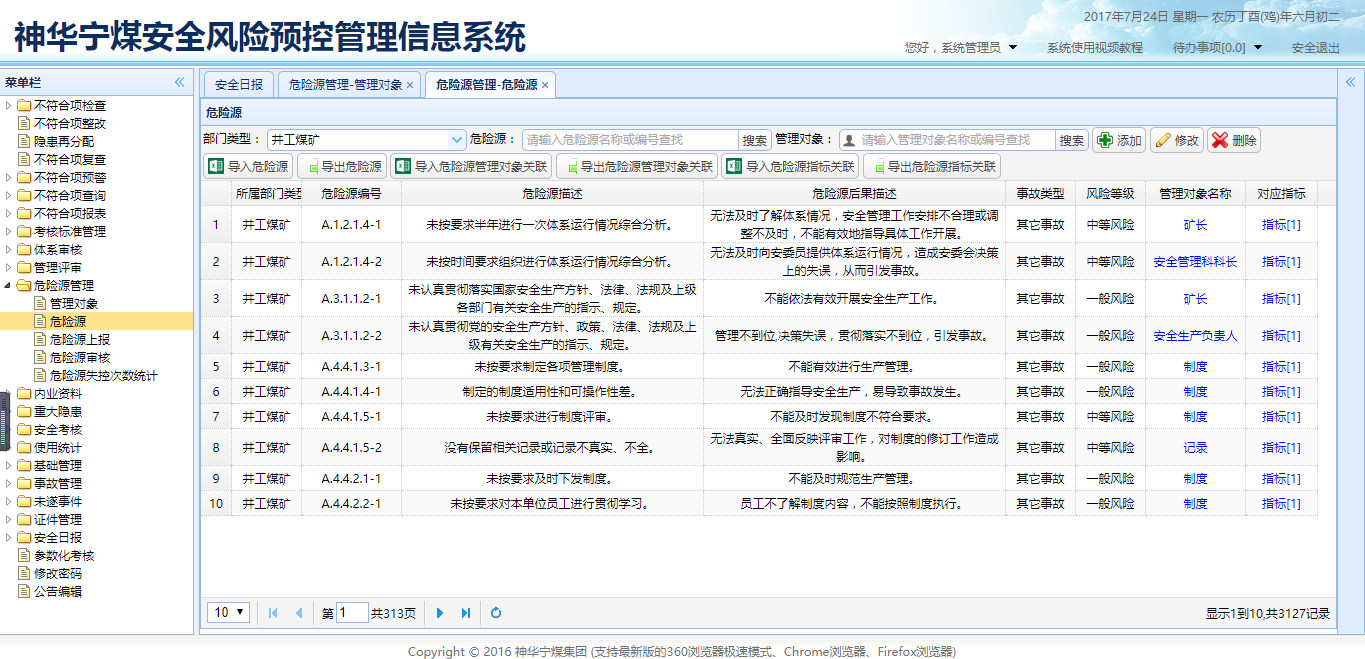 神华宁煤安全风险预控管理信息系统
2017年7月24日 星期一 农历丁酉(鸡)年六月初二
您好，系统管理员 系统使用视频教程 待办事项[0.0] 安全退出
菜单栏
不符合项检查
不符合项整改
隐患再分配
不符合项复查
不符合项预警
不符合项查询
不符合项报表
考核标准管理
体系审核
管理评审
危险源管理
管理对象
危险源
危险源上报
危险源审核
危险源失控次数统计
内业资料
重大隐患
安全考核
使用统计
基础管理
事故管理
未遂事件
证件管理
安全日报
参数化考核
修改密码
公告编辑
安全日报 危险源管理-管理对象 × 危险源管理-危险源 ×
危险源
部门类型： 井工煤矿 危险源： 请输入危险源名称或编号查找 搜索 管理对象： 请输入管理对象名称或编号查找 搜索 添加 修改 删除
导入危险源 导出危险源 导入危险源管理对象关联 导出危险源管理对象关联 导入危险源指标关联 导出危险源指标关联
所属部门类型 危险源编号 危险源描述 危险源后果描述 事故类型 风险等级 管理对象名称 对应指标
1 井工煤矿 A.1.2.1.4-1 未按要求半年进行一次体系运行情况综合分析。 无法及时了解体系情况，安全管理工作安排不合理或调整不及时，不能有效地指导具体工作开展。 其它事故 中等风险 矿长 指标[1]
2 井工煤矿 A.1.2.1.4-2 未按时间要求组织进行体系运行情况综合分析。 无法及时向安委员提供体系运行情况，造成安委会决策上的失误，从而引发事故。 其它事故 中等风险 安全管理科科长 指标[1]
3 井工煤矿 A.3.1.1.2-1 未认真贯彻落实国家安全生产方针、法律、法规及上级各部门有关安全生产的指示、规定。 不能依法有效开展安全生产工作。 其它事故 一般风险 矿长 指标[1]
4 井工煤矿 A.3.1.1.2-2 未认真贯彻党的安全生产方针、政策、法律、法规及上级有关安全生产的指示、规定。 管理不到位,决策失误，贯彻落实不到位，引发事故。 其它事故 一般风险 安全生产负责人 指标[1]
5 井工煤矿 A.4.4.1.3-1 未按要求制定各项管理制度。 不能有效进行生产管理。 其它事故 一般风险 制度 指标[1]
6 井工煤矿 A.4.4.1.4-1 制定的制度适用性和可操作性差。 无法正确指导安全生产，易导致事故发生。 其它事故 一般风险 制度 指标[1]
7 井工煤矿 A.4.4.1.5-1 未按要求进行制度评审。 不能及时发现制度不符合要求。 其它事故 中等风险 制度 指标[1]
8 井工煤矿 A.4.4.1.5-2 没有保留相关记录或记录不真实、不全。 无法真实、全面反映评审工作，对制度的修订工作造成影响。 其它事故 中等风险 记录 指标[1]
9 井工煤矿 A.4.4.2.1-1 未按要求及时下发制度。 不能及时规范生产管理。 其它事故 一般风险 制度 指标[1]
10 井工煤矿 A.4.4.2.2-1 未按要求对本单位员工进行贯彻学习。 员工不了解制度内容，不能按照制度执行。 其它事故 一般风险 制度 指标[1]
10 第 1 共313页 显示1到10,共3127记录
Copyright © 2016 神华宁煤集团 (支持最新版的360浏览器极速模式、Chrome浏览器、Firefox浏览器)